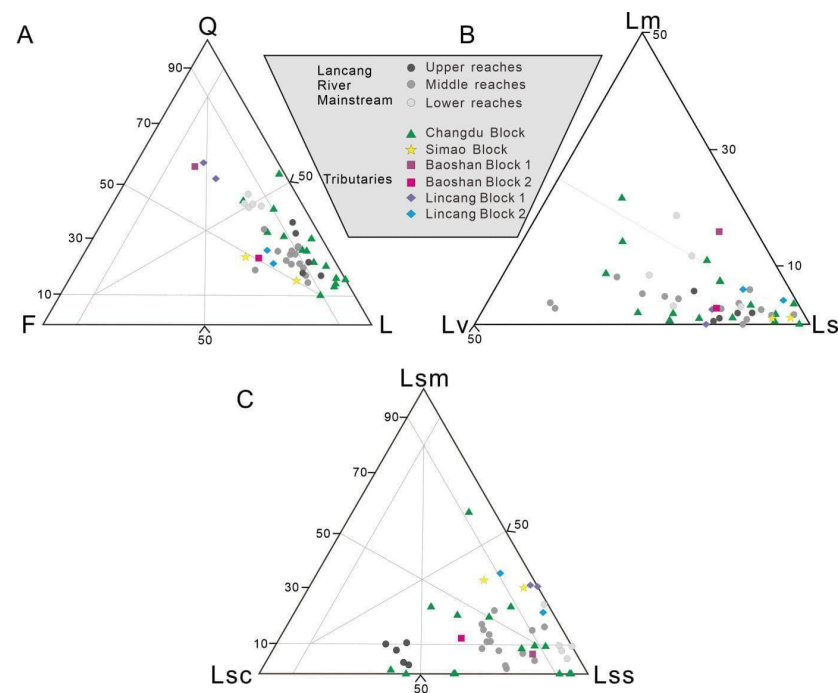 A
Q
90
70
50
30
10
F
50
L
50
Lancang
River
Mainstream
Upper reaches
Middle reaches
Lower reaches
Changdu Block
Simao Block
Baoshan Block 1
Tributaries
Baoshan Block 2
Lincang Block 1
Lincang Block 2
B
Lm
50
30
10
Lv
50
Ls
C
Lsm
90
70
50
50
30
10
Lsc
50
Lss